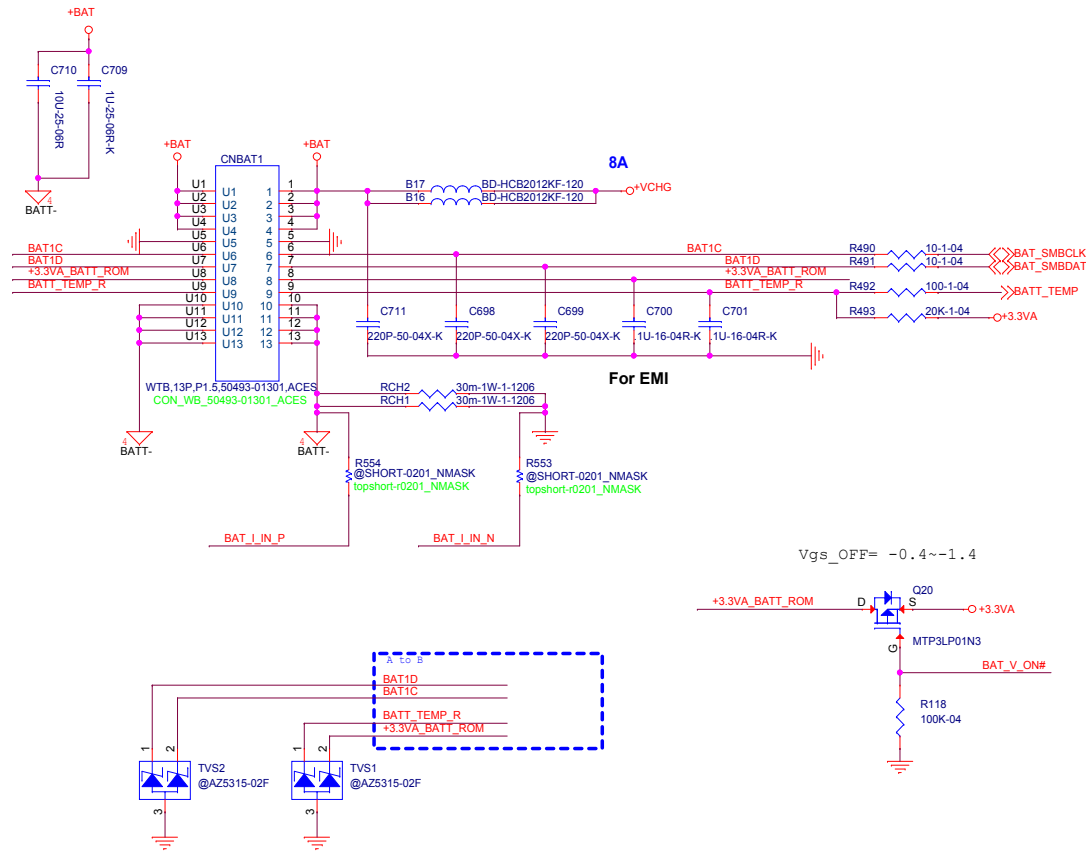 +BAT
C710
C709
10U-25-06R
1U-25-06R-K
4
BATT-
+BAT
CNBAT1
+BAT
8A
U1 U1 1 1
U2 U2 2 2
U3 U3 3 3
U4 U4 4 4
U5 U5 5 5
U6 U6 6 6
U7 U7 7 7
U8 U8 8 8
U9 U9 9 9
U10 U10 10 10
U11 U11 11 11
U12 U12 12 12
U13 U13 13 13
B17 BD-HCB2012KF-120
B16 BD-HCB2012KF-120
+VCHG
BAT1C
BAT1D
+3.3VA_BATT_ROM
BATT_TEMP_R
BAT1C
BAT1D
+3.3VA_BATT_ROM
BATT_TEMP_R
R490 10-1-04 BAT_SMBCLK
R491 10-1-04 BAT_SMBDAT
R492 100-1-04 BATT_TEMP
R493 20K-1-04 +3.3VA
C711
220P-50-04X-K
C698
220P-50-04X-K
C699
220P-50-04X-K
C700
.1U-16-04R-K
C701
.1U-16-04R-K
For EMI
WTB,13P,P1.5,50493-01301,ACES
CON_WB_50493-01301_ACES
RCH2 30m-1W-1-1206
RCH1 30m-1W-1-1206
4
BATT-
4
BATT-
R554
@SHORT-0201_NMASK
topshort-r0201_NMASK
R553
@SHORT-0201_NMASK
topshort-r0201_NMASK
BAT_I_IN_P
BAT_I_IN_N
Vgs_OFF= -0.4~-1.4
+3.3VA_BATT_ROM
D
Q20
S
+3.3VA
MTP3LP01N3
G
BAT_V_ON#
R118
100K-04
A to B
BAT1D
BAT1C
BATT_TEMP_R
+3.3VA_BATT_ROM
1
2
TVS2
@AZ5315-02F
3
1
2
TVS1
@AZ5315-02F
3